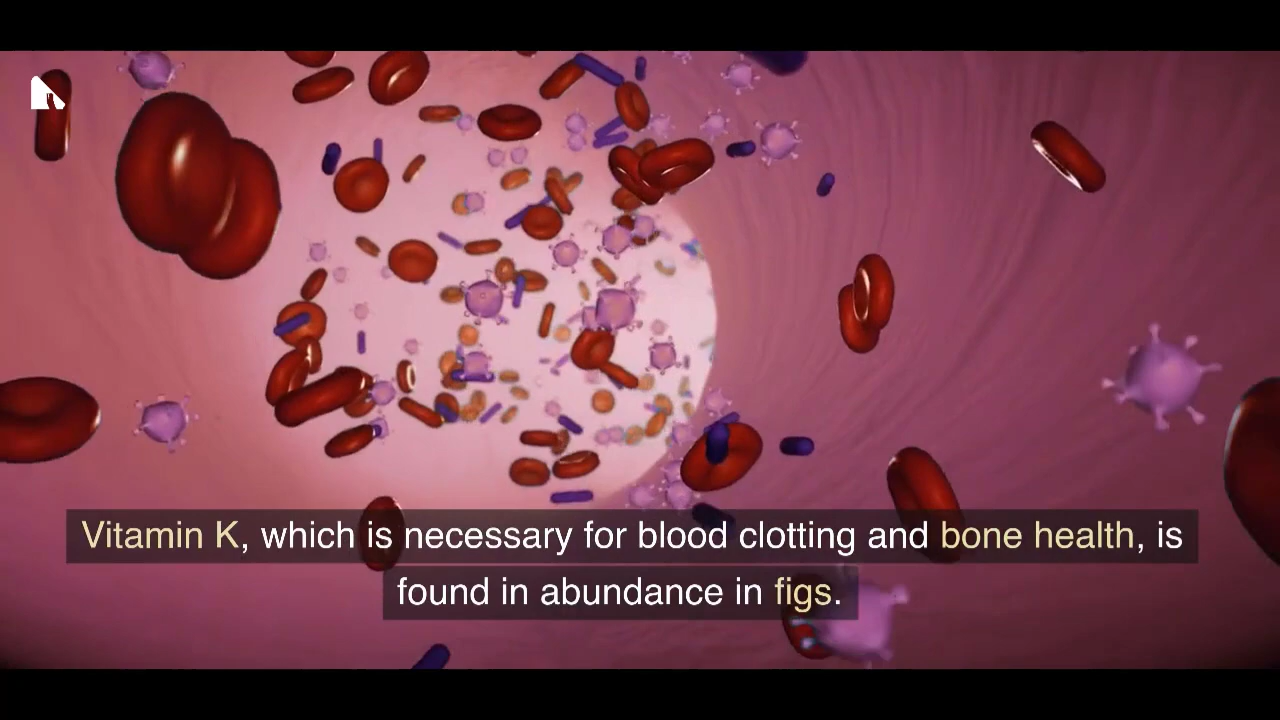 Vitamin K, which is necessary for blood clotting and bone health, is
found in abundance in figs.